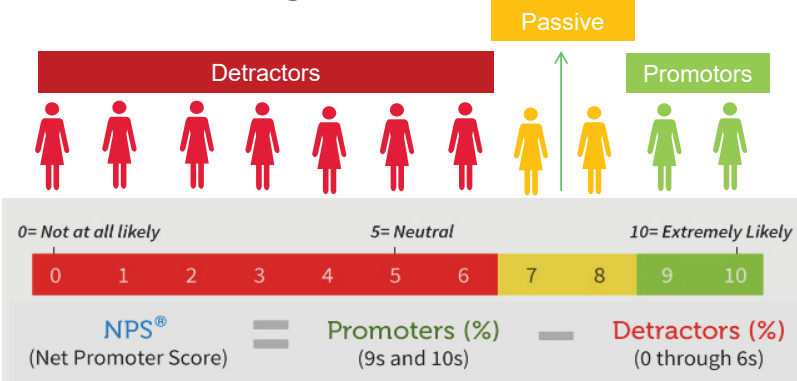 Passive
Detractors
Promotors
0= Not at all likely
5= Neutral
10= Extremely Likely
0 1 2 3 4 5 6 7 8 9 10
NPS® Promoters (%) Detractors (%)
(Net Promoter Score) (9s and 10s) (0 through 6s)